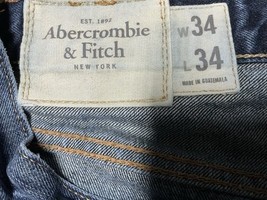 EST. 1892
Abercrombie
& Fitch
NEW YORK
W 34
L 34
MADE IN GUATEMALA